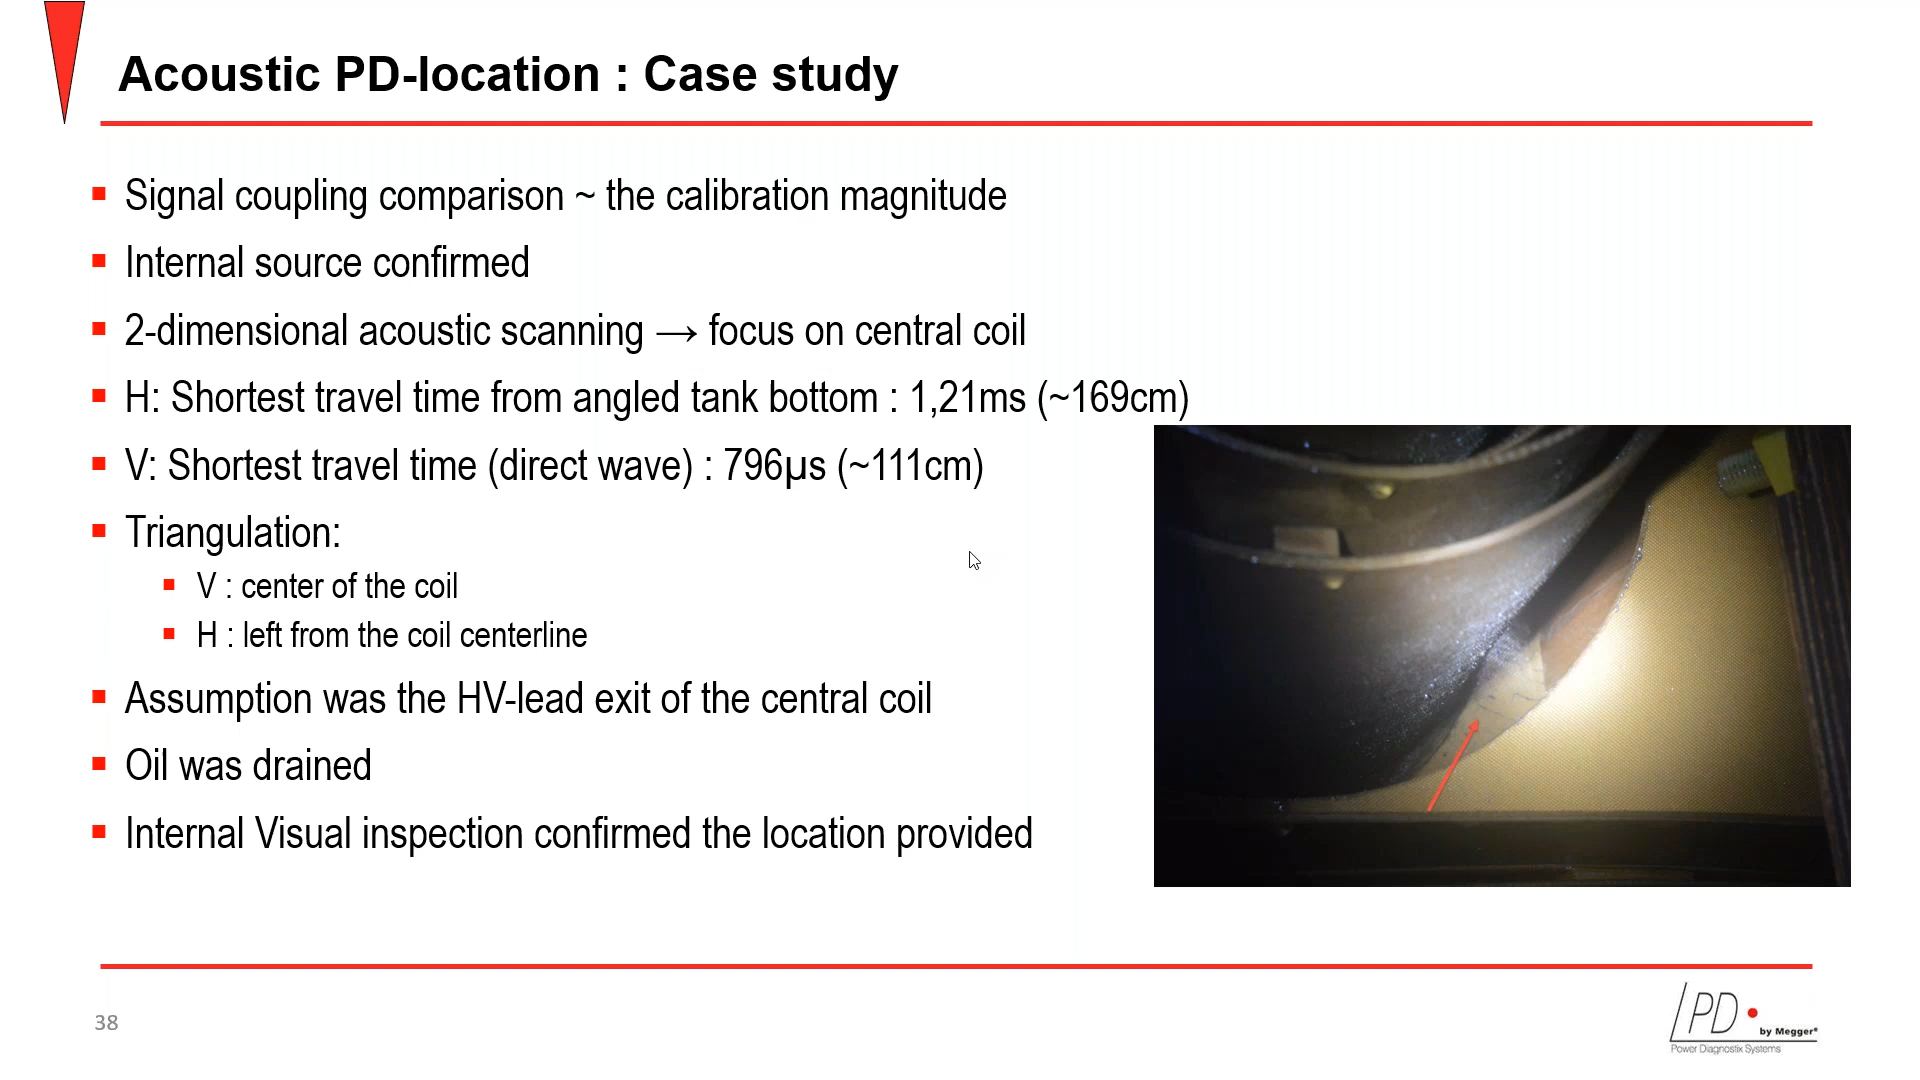 Acoustic PD-location : Case study
Signal coupling comparison ~ the calibration magnitude
Internal source confirmed
2-dimensional acoustic scanning → focus on central coil
H: Shortest travel time from angled tank bottom : 1,21ms (~169cm)
V: Shortest travel time (direct wave) : 796µs (~111cm)
Triangulation:
V : center of the coil
H : left from the coil centerline
Assumption was the HV-lead exit of the central coil
Oil was drained
Internal Visual inspection confirmed the location provided
38
PD
by Megger®
Power Diagnostix Systems